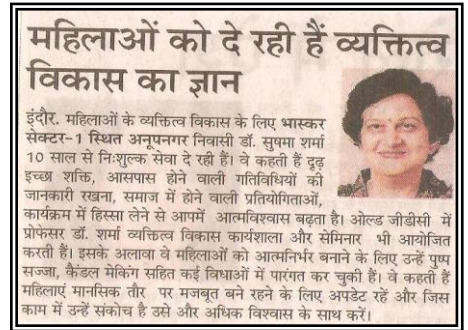 महिलाओं को दे रही हैं व्यक्तित्व
विकास का ज्ञान
इंदौर. महिलाओं के व्यक्तित्व विकास के लिए भास्कर
सेक्टर-1 स्थित अनूपनगर निवासी डॉ. सुषमा शर्मा
10 साल से निःशुल्क सेवा दे रही हैं। वे कहती हैं दृढ़
इच्छा शक्ति, आसपास होने वाली गतिविधियों की
जानकारी रखना, समाज में होने वाली प्रतियोगिताओं,
कार्यक्रम में हिस्सा लेने से आपमें आत्मविश्वास बढ़ता है। ओल्ड जीडीसी में
प्रोफेसर डॉ. शर्मा व्यक्तित्व विकास कार्यशाला और सेमिनार भी आयोजित
करती हैं। इसके अलावा वे महिलाओं को आत्मनिर्भर बनाने के लिए उन्हें पुष्प
सज्जा, कैंडल मेकिंग सहित कई विधाओं में पारंगत कर चुकी हैं। वे कहती हैं
महिलाएं मानसिक तौर पर मजबूत बने रहने के लिए अपडेट रहें और जिस
काम में उन्हें संकोच है उसे और अधिक विश्वास के साथ करें।